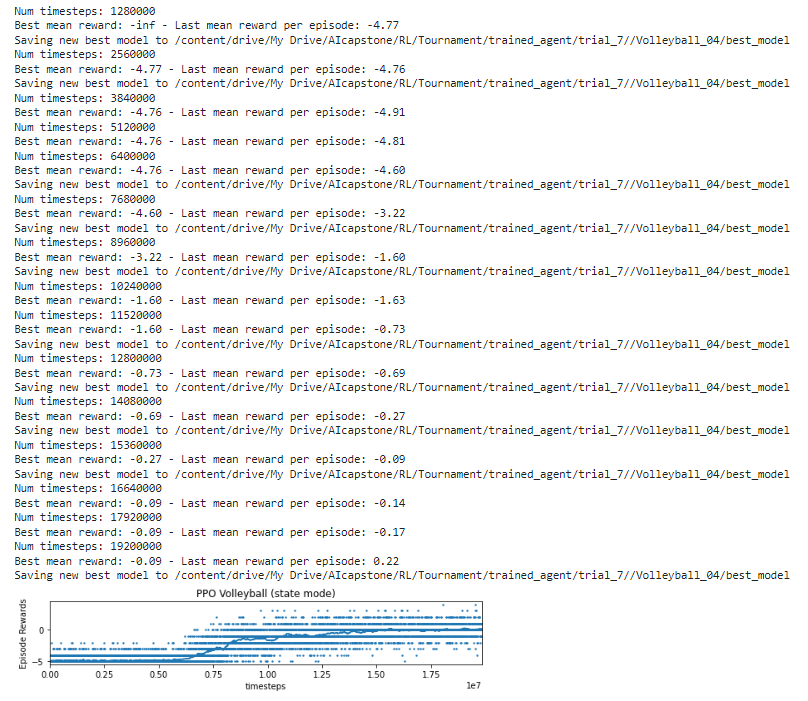 Num timesteps: 1280000
Best mean reward: -inf - Last mean reward per episode: -4.77
Saving new best model to /content/drive/My Drive/AIcapstone/RL/Tournament/trained_agent/trial_7//Volleyball_04/best_model
Num timesteps: 2560000
Best mean reward: -4.77 - Last mean reward per episode: -4.76
Saving new best model to /content/drive/My Drive/AIcapstone/RL/Tournament/trained_agent/trial_7//Volleyball_04/best_model
Num timesteps: 3840000
Best mean reward: -4.76 - Last mean reward per episode: -4.91
Num timesteps: 5120000
Best mean reward: -4.76 - Last mean reward per episode: -4.81
Num timesteps: 6400000
Best mean reward: -4.76 - Last mean reward per episode: -4.60
Saving new best model to /content/drive/My Drive/AIcapstone/RL/Tournament/trained_agent/trial_7//Volleyball_04/best_model
Num timesteps: 7680000
Best mean reward: -4.60 - Last mean reward per episode: -3.22
Saving new best model to /content/drive/My Drive/AIcapstone/RL/Tournament/trained_agent/trial_7//Volleyball_04/best_model
Num timesteps: 8960000
Best mean reward: -3.22 - Last mean reward per episode: -1.60
Saving new best model to /content/drive/My Drive/AIcapstone/RL/Tournament/trained_agent/trial_7//Volleyball_04/best_model
Num timesteps: 10240000
Best mean reward: -1.60 - Last mean reward per episode: -1.63
Num timesteps: 11520000
Best mean reward: -1.60 - Last mean reward per episode: -0.73
Saving new best model to /content/drive/My Drive/AIcapstone/RL/Tournament/trained_agent/trial_7//Volleyball_04/best_model
Num timesteps: 12800000
Best mean reward: -0.73 - Last mean reward per episode: -0.69
Saving new best model to /content/drive/My Drive/AIcapstone/RL/Tournament/trained_agent/trial_7//Volleyball_04/best_model
Num timesteps: 14080000
Best mean reward: -0.69 - Last mean reward per episode: -0.27
Saving new best model to /content/drive/My Drive/AIcapstone/RL/Tournament/trained_agent/trial_7//Volleyball_04/best_model
Num timesteps: 15360000
Best mean reward: -0.27 - Last mean reward per episode: -0.09
Saving new best model to /content/drive/My Drive/AIcapstone/RL/Tournament/trained_agent/trial_7//Volleyball_04/best_model
Num timesteps: 16640000
Best mean reward: -0.09 - Last mean reward per episode: -0.14
Num timesteps: 17920000
Best mean reward: -0.09 - Last mean reward per episode: -0.17
Num timesteps: 19200000
Best mean reward: -0.09 - Last mean reward per episode: 0.22
Saving new best model to /content/drive/My Drive/AIcapstone/RL/Tournament/trained_agent/trial_7//Volleyball_04/best_model
PPO Volleyball (state mode)
Episode Rewards
0
−5
0.00 0.25 0.50 0.75 1.00 1.25 1.50 1.75
timesteps
1e7